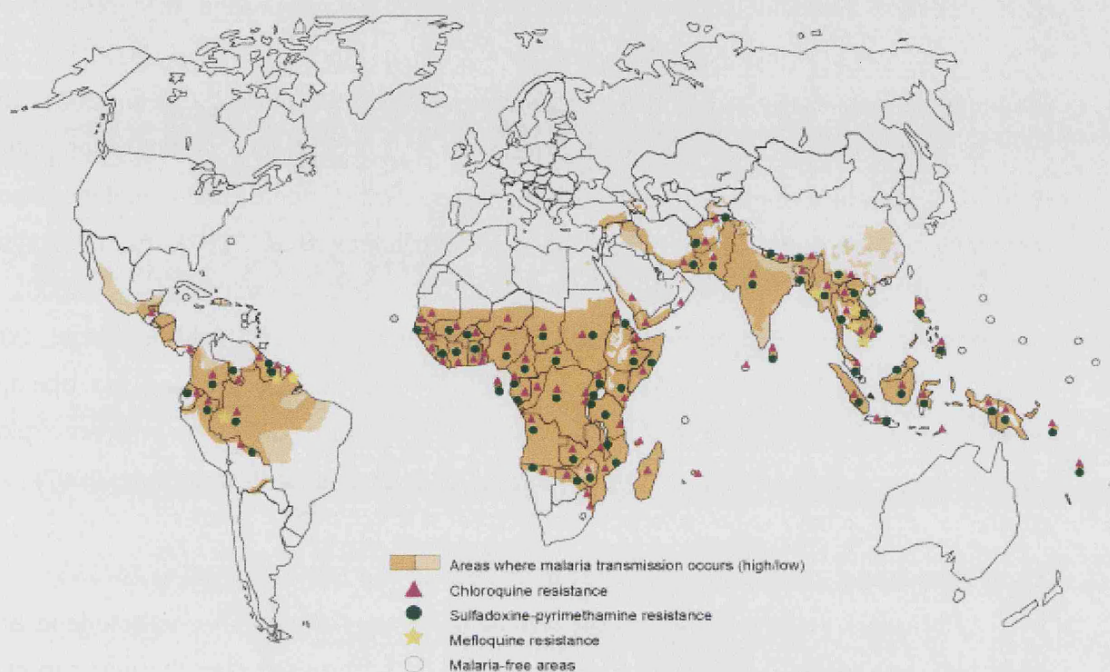 Areas where malaria transmission occurs (high/low)
Chloroquine resistance
Sulfadoxine-pyrimethamine resistance
Mefloquine resistance
Malaria-free areas